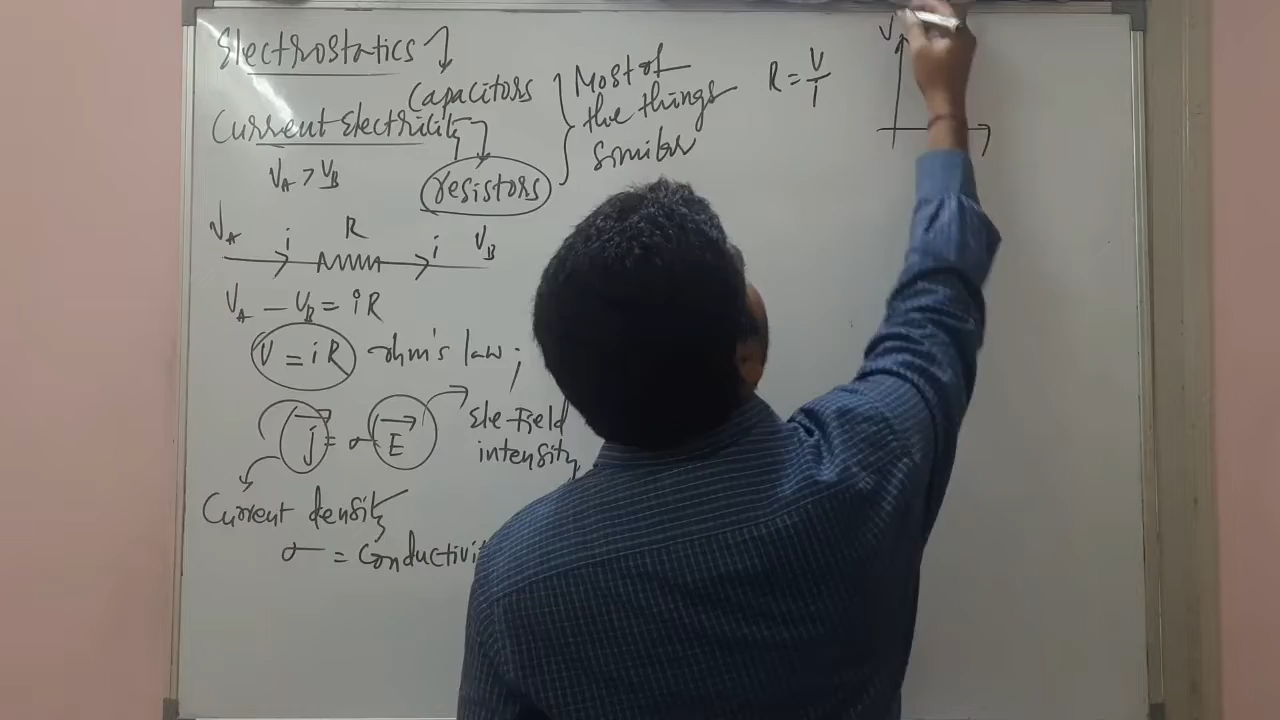 Electrostatics
Capacitors
Current Electricity
resistors
Most of
the things
similar
V_A > V_B
V_A i R i V_B
V_A - V_B = iR
V = iR ohm's law;
j = σ E
Ele-Field
intensity
Current density
σ = Conductivi
R = V/i
V